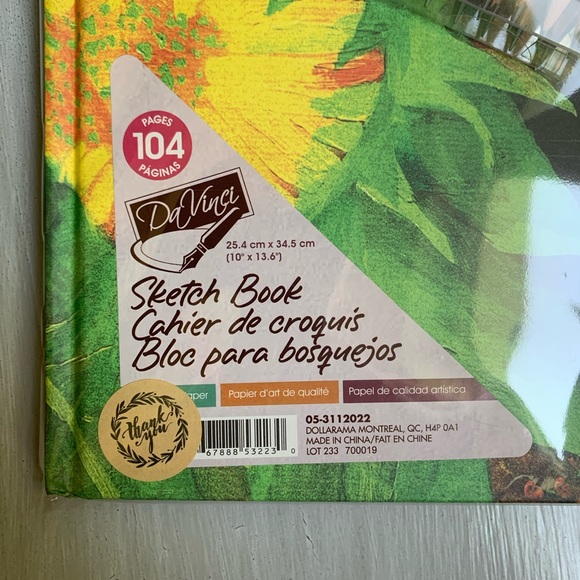 PAGES
104
PÁGINAS
DaVinci
25.4 cm x 34.5 cm
(10" x 13.6")
Sketch Book
Cahier de croquis
Bloc para bosquejos
Papier d'art de qualité
Papel de calidad artística
thank
you
67888 53223 0
05-3112022
DOLLARAMA MONTREAL, QC, H4P 0A1
MADE IN CHINA/FAIT EN CHINE
LOT 233 700019